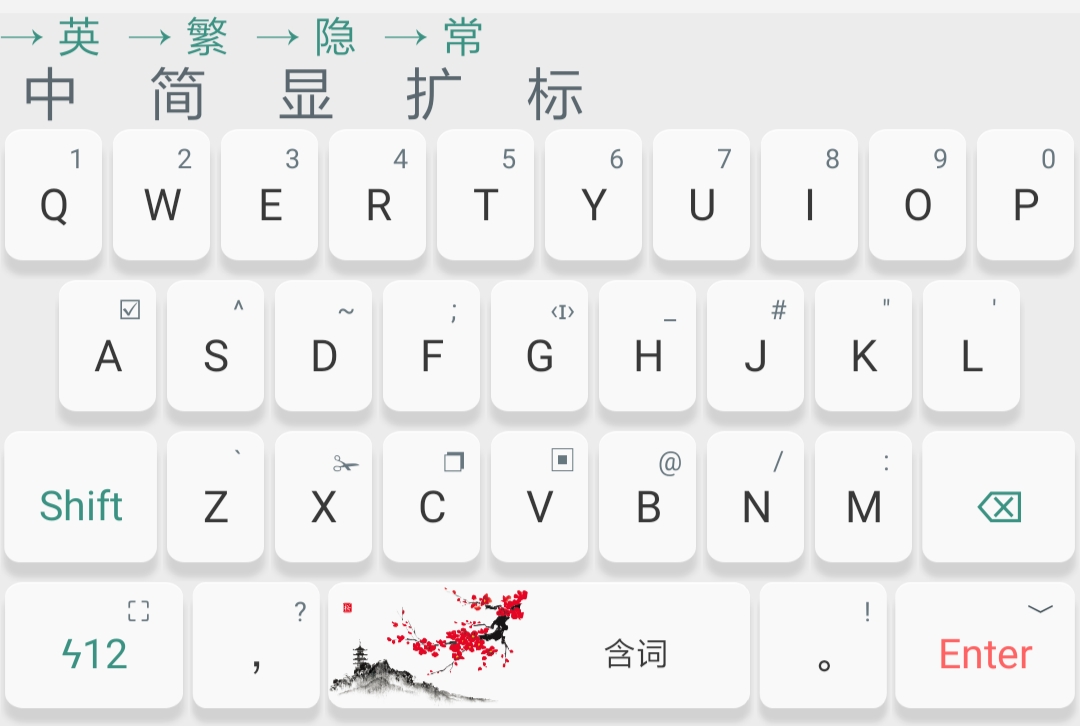 → 英 → 繁 → 隐 → 常
中 简 显 扩 标
1 2 3 4 5 6 7 8 9 0
Q W E R T Y U I O P
☑ ^ ~ ; ‹I› _ # " '
A S D F G H J K L
` @ / :
Shift Z X C V B N M
? !
ϟ12 , 含词 。 Enter